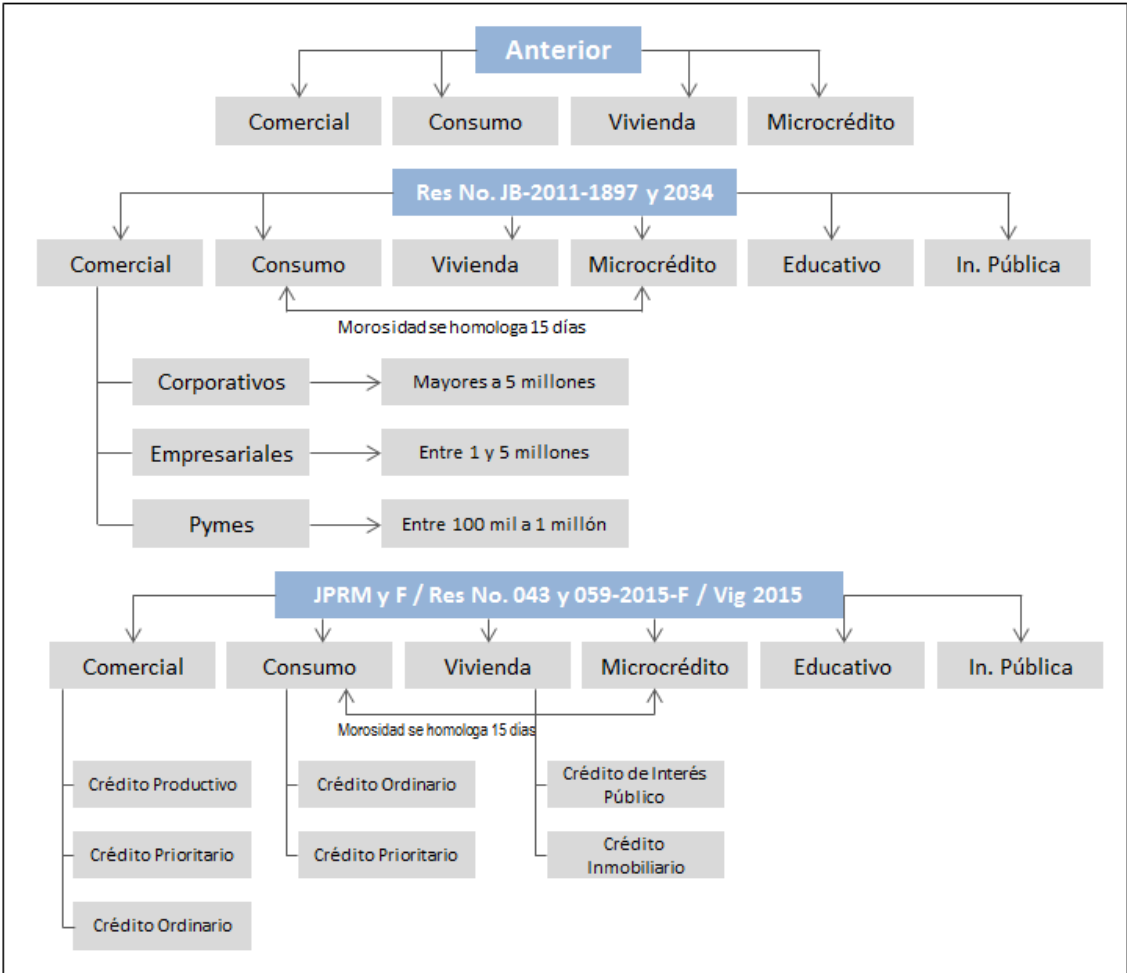 Anterior
Comercial
Consumo
Vivienda
Microcrédito
Res No. JB-2011-1897 y 2034
Comercial
Consumo
Vivienda
Microcrédito
Educativo
In. Pública
Morosidad se homologa 15 días
Corporativos
Mayores a 5 millones
Empresariales
Entre 1 y 5 millones
Pymes
Entre 100 mil a 1 millón
JPRM y F / Res No. 043 y 059-2015-F / Vig 2015
Comercial
Consumo
Vivienda
Microcrédito
Educativo
In. Pública
Morosidad se homologa 15 días
Crédito Productivo
Crédito Ordinario
Crédito de Interés
Público
Crédito Prioritario
Crédito Prioritario
Crédito
Inmobiliario
Crédito Ordinario